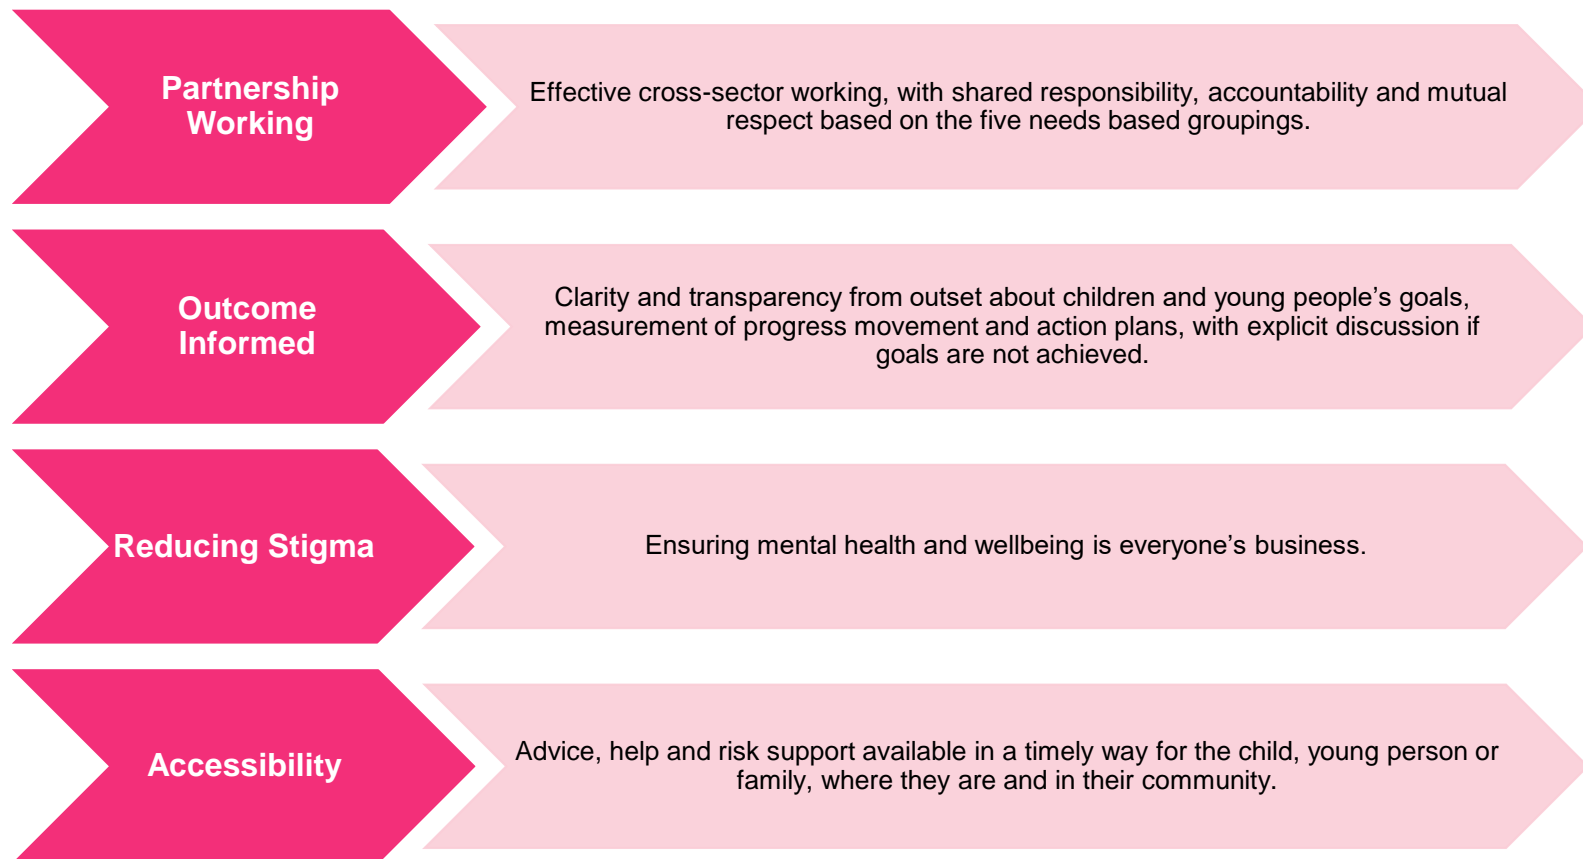 Partnership
Working
Effective cross-sector working, with shared responsibility, accountability and mutual
respect based on the five needs based groupings.
Outcome
Informed
Clarity and transparency from outset about children and young people’s goals,
measurement of progress movement and action plans, with explicit discussion if
goals are not achieved.
Reducing Stigma
Ensuring mental health and wellbeing is everyone’s business.
Accessibility
Advice, help and risk support available in a timely way for the child, young person or
family, where they are and in their community.